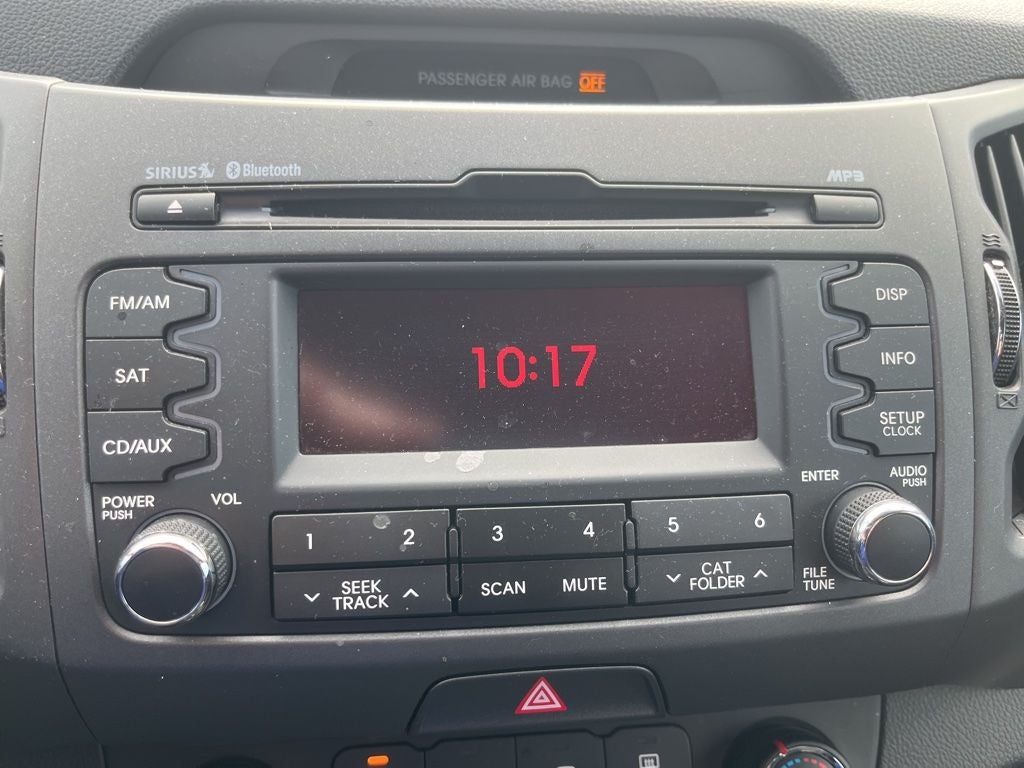 PASSENGER AIR BAG OFF
SIRIUS Bluetooth MP3
FM/AM
SAT
CD/AUX
10:17
DISP
INFO
SETUP
CLOCK
POWER
PUSH
VOL
ENTER
AUDIO
PUSH
1 2 3 4 5 6
SEEK
TRACK
SCAN MUTE
CAT
FOLDER
FILE
TUNE